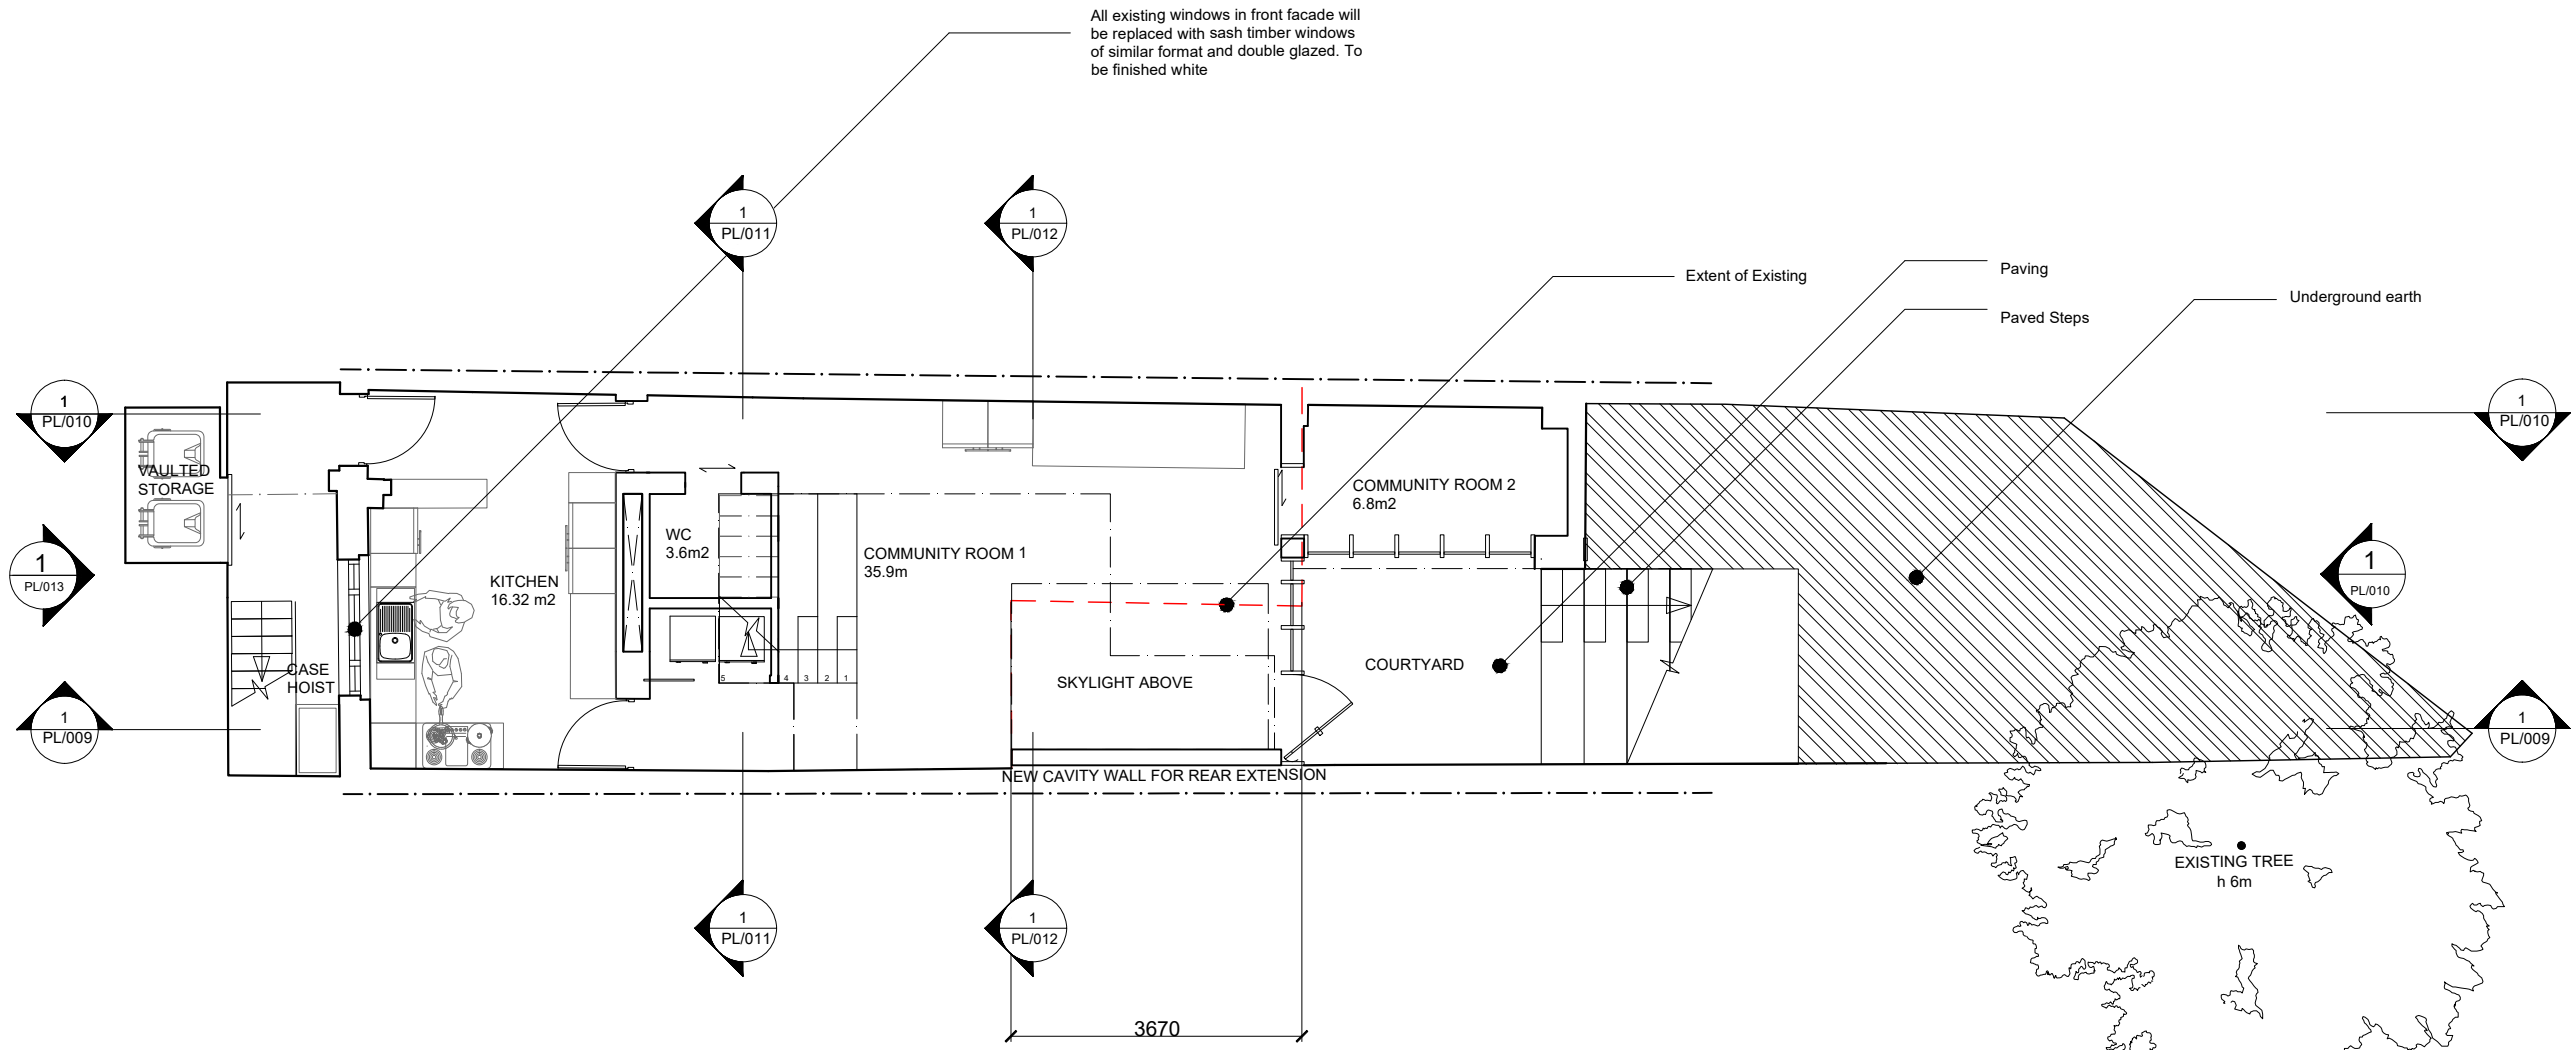 All existing windows in front facade will
be replaced with sash timber windows
of similar format and double glazed. To
be finished white
1
PL/011
1
PL/012
Extent of Existing
Paving
Paved Steps
Underground earth
1
PL/010
1
PL/010
VAULTED
STORAGE
COMMUNITY ROOM 2
6.8m2
WC
3.6m2
COMMUNITY ROOM 1
35.9m
1
PL/013
KITCHEN
16.32 m2
1
PL/010
CASE
HOIST
5
4
3
2
1
SKYLIGHT ABOVE
COURTYARD
1
PL/009
1
PL/009
NEW CAVITY WALL FOR REAR EXTENSION
EXISTING TREE
h 6m
1
PL/011
1
PL/012
3670